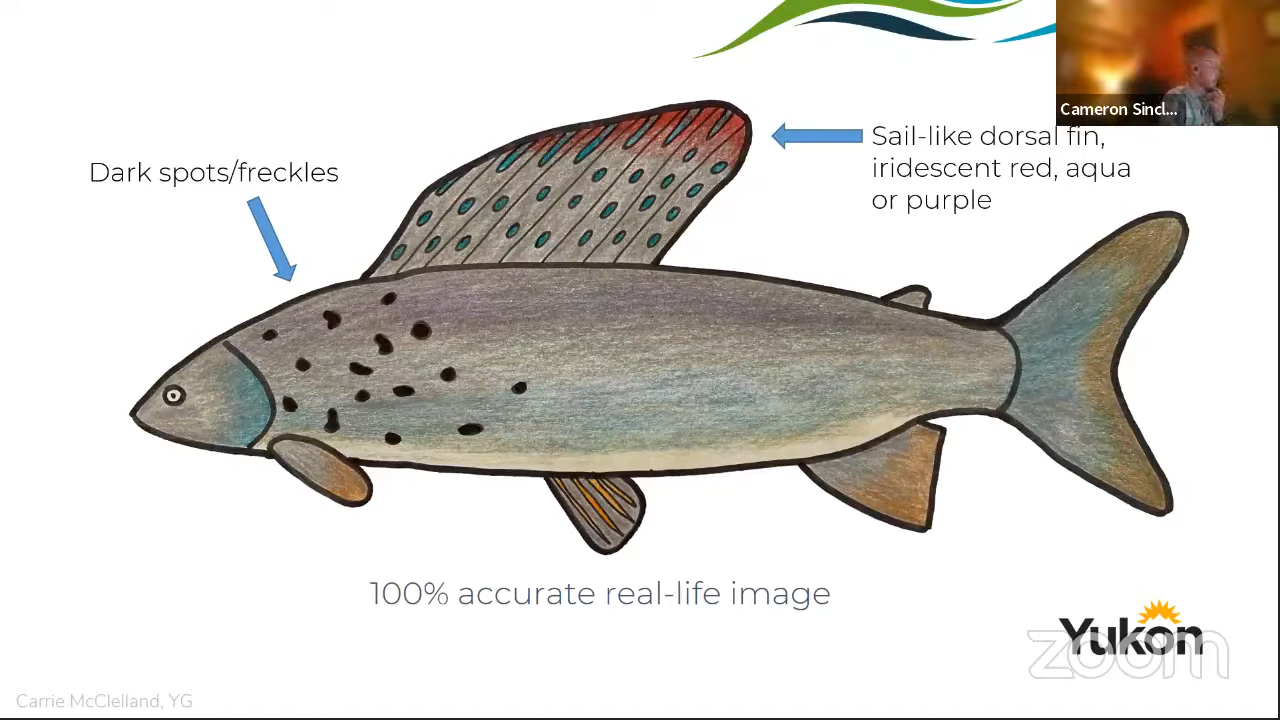 Cameron Sincl...
Dark spots/freckles
Sail-like dorsal fin,
iridescent red, aqua
or purple
100% accurate real-life image
Yukon
zoom
Carrie McClelland, YG